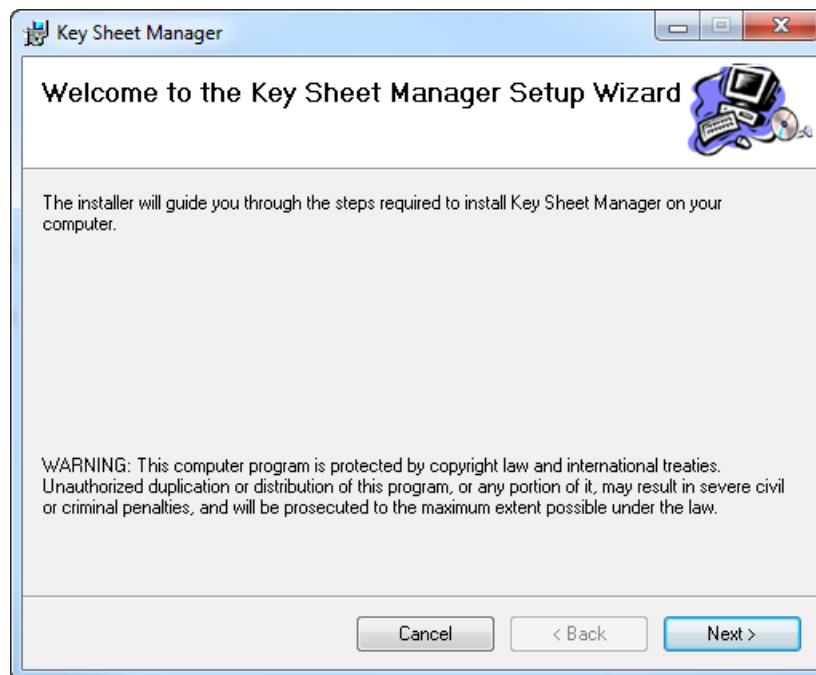 Key Sheet Manager
Welcome to the Key Sheet Manager Setup Wizard
The installer will guide you through the steps required to install Key Sheet Manager on your
computer.
WARNING: This computer program is protected by copyright law and international treaties.
Unauthorized duplication or distribution of this program, or any portion of it, may result in severe civil
or criminal penalties, and will be prosecuted to the maximum extent possible under the law.
Cancel
< Back
Next >